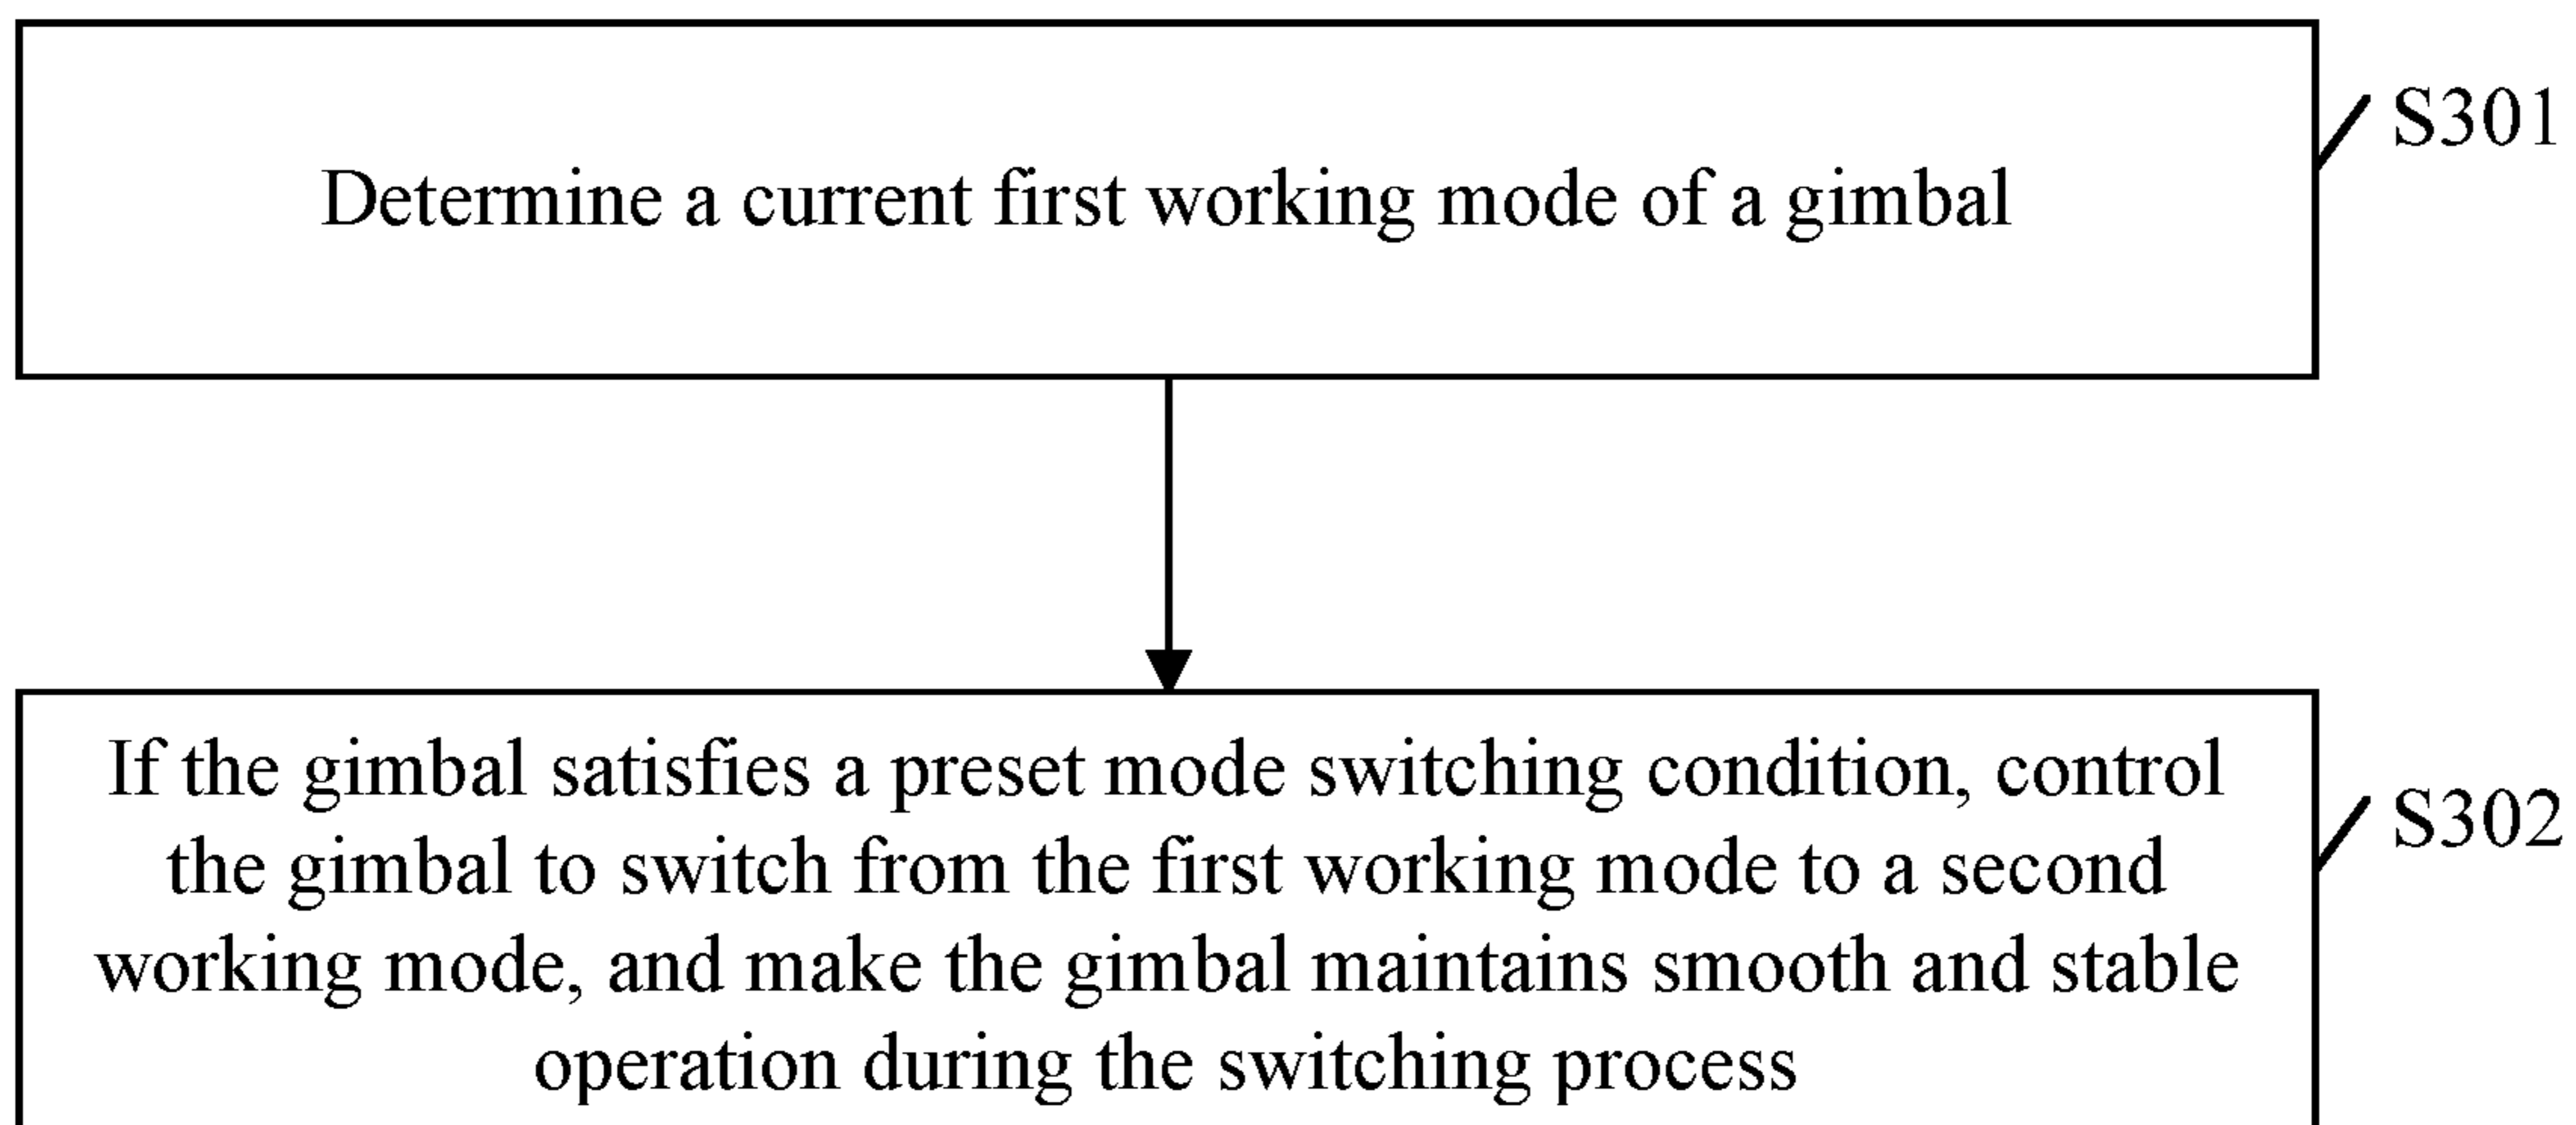 Determine a current first working mode of a gimbal
S301
If the gimbal satisfies a preset mode switching condition, control
the gimbal to switch from the first working mode to a second
working mode, and make the gimbal maintains smooth and stable
operation during the switching process
S302